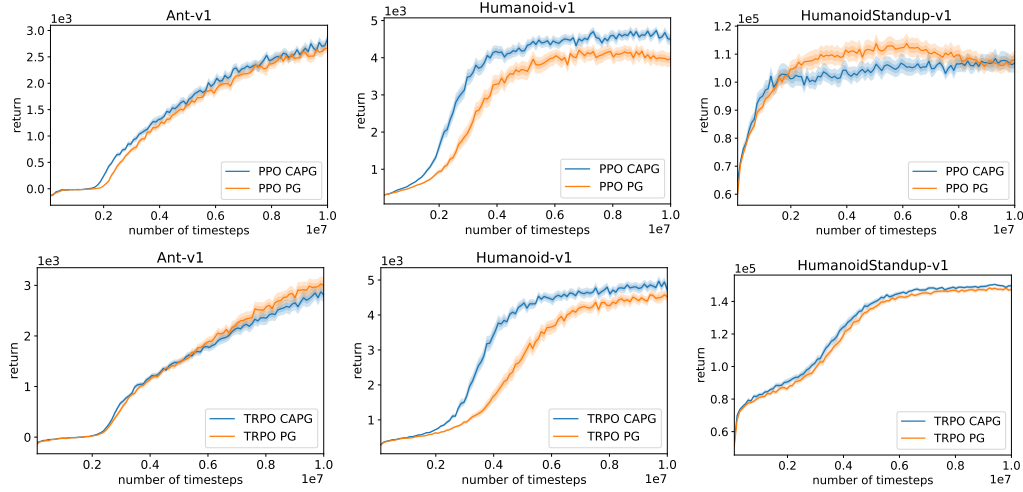 Ant-v1
1e3
3.0
2.5
2.0
1.5
1.0
0.5
0.0
return
PPO CAPG
PPO PG
0.2 0.4 0.6 0.8 1.0
1e7
number of timesteps
Humanoid-v1
1e3
5
4
3
2
1
return
PPO CAPG
PPO PG
0.2 0.4 0.6 0.8 1.0
1e7
number of timesteps
HumanoidStandup-v1
1e5
1.2
1.1
1.0
0.9
0.8
0.7
0.6
return
PPO CAPG
PPO PG
0.2 0.4 0.6 0.8 1.0
1e7
number of timesteps
Ant-v1
1e3
3
2
1
0
return
TRPO CAPG
TRPO PG
0.2 0.4 0.6 0.8 1.0
1e7
number of timesteps
Humanoid-v1
1e3
5
4
3
2
1
return
TRPO CAPG
TRPO PG
0.2 0.4 0.6 0.8 1.0
1e7
number of timesteps
HumanoidStandup-v1
1e5
1.4
1.2
1.0
0.8
0.6
return
TRPO CAPG
TRPO PG
0.2 0.4 0.6 0.8 1.0
1e7
number of timesteps